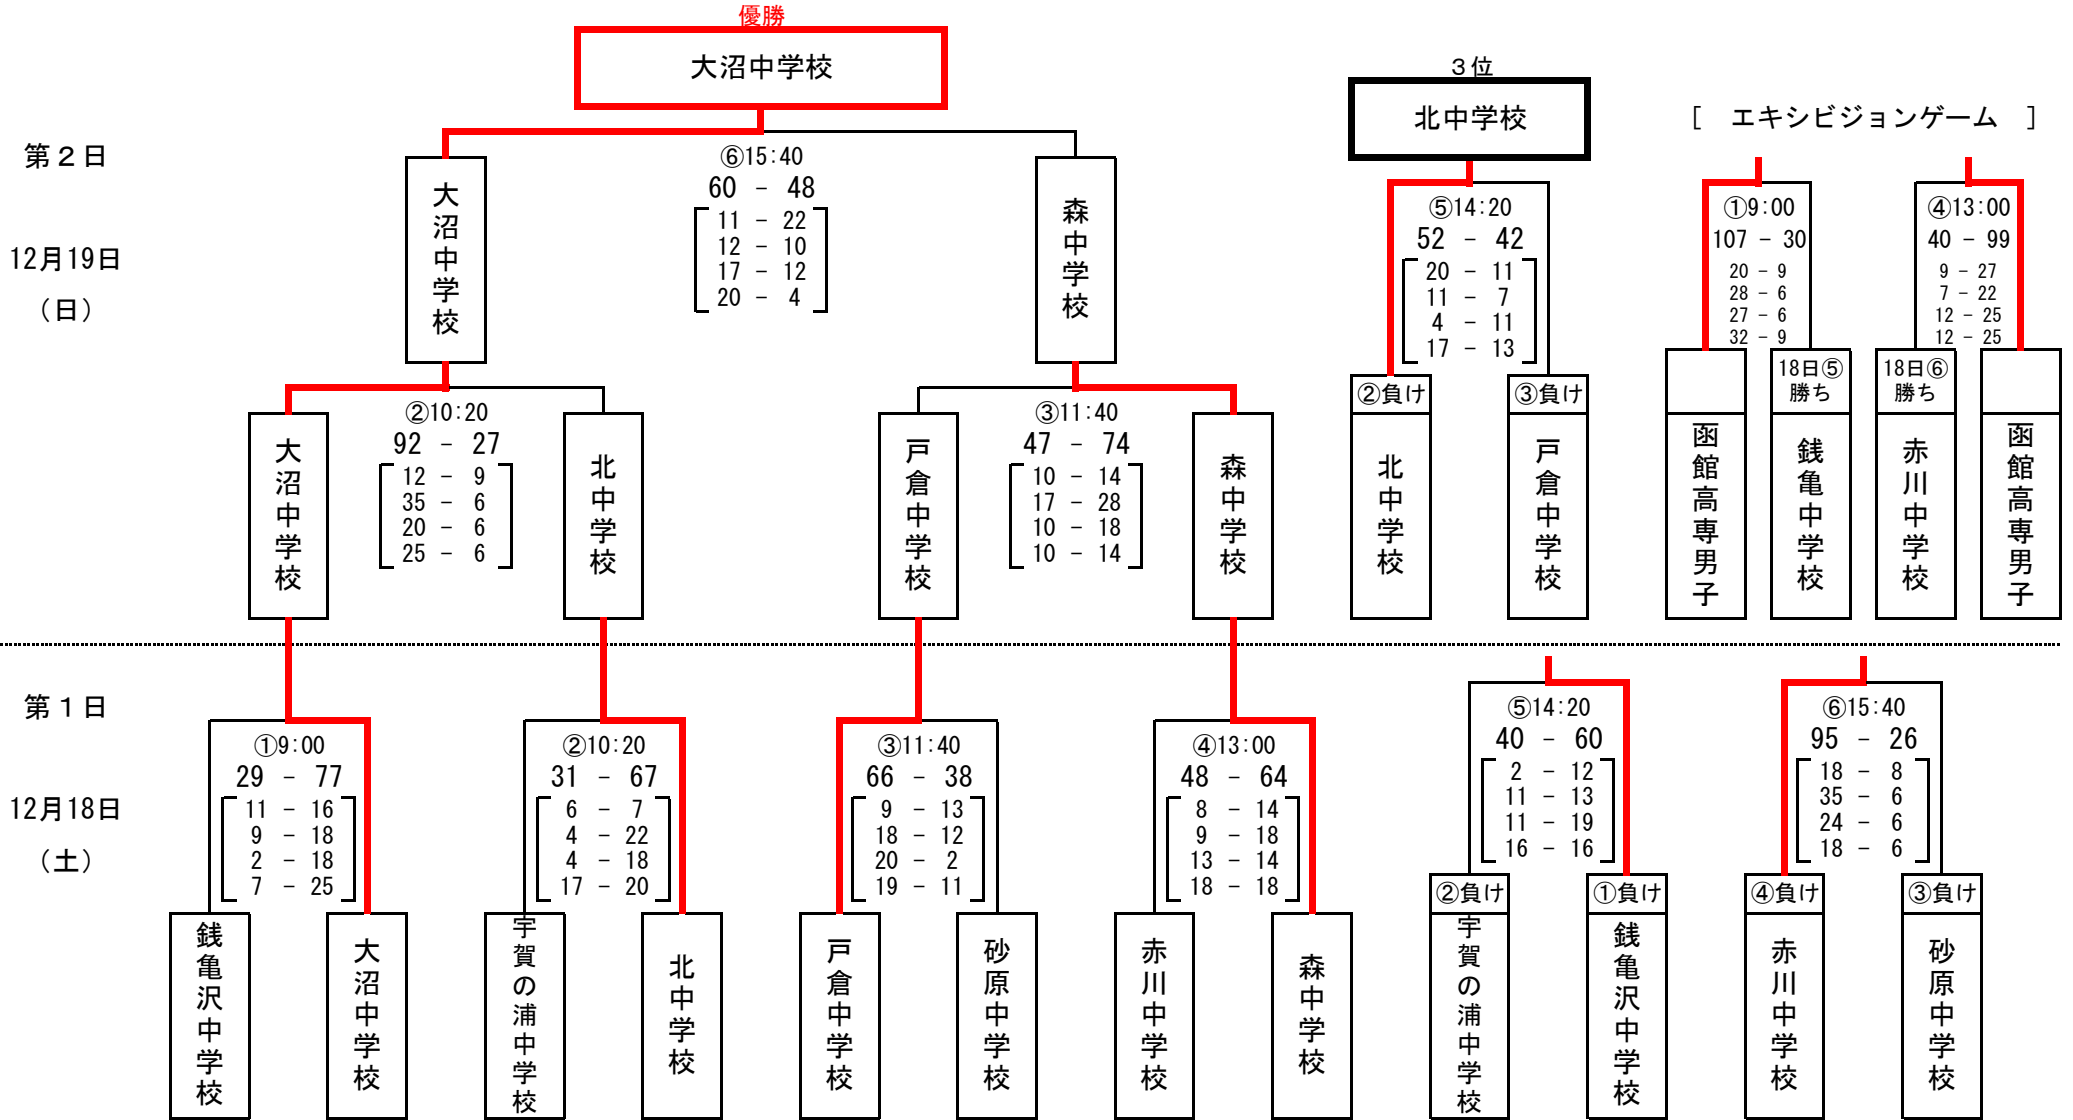 優勝
大沼中学校
3位
北中学校
[ エキシビジョンゲーム ]
第2日
12月19日
(日)
大沼中学校
⑥15:40
60 - 48
11 - 22
12 - 10
17 - 12
20 - 4
森中学校
⑤14:20
52 - 42
20 - 11
11 - 7
4 - 11
17 - 13
②負け
北中学校
③負け
戸倉中学校
①9:00
107 - 30
20 - 9
28 - 6
27 - 6
32 - 9
函館高専男子
18日⑤
勝ち
銭亀中学校
④13:00
40 - 99
9 - 27
7 - 22
12 - 25
12 - 25
18日⑥
勝ち
赤川中学校
函館高専男子
大沼中学校
②10:20
92 - 27
12 - 9
35 - 6
20 - 6
25 - 6
北中学校
戸倉中学校
③11:40
47 - 74
10 - 14
17 - 28
10 - 18
10 - 14
森中学校
第1日
12月18日
(土)
①9:00
29 - 77
11 - 16
9 - 18
2 - 18
7 - 25
銭亀沢中学校
大沼中学校
②10:20
31 - 67
6 - 7
4 - 22
4 - 18
17 - 20
宇賀の浦中学校
北中学校
③11:40
66 - 38
9 - 13
18 - 12
20 - 2
19 - 11
戸倉中学校
砂原中学校
④13:00
48 - 64
8 - 14
9 - 18
13 - 14
18 - 18
赤川中学校
森中学校
⑤14:20
40 - 60
2 - 12
11 - 13
11 - 19
16 - 16
②負け
宇賀の浦中学校
①負け
銭亀沢中学校
⑥15:40
95 - 26
18 - 8
35 - 6
24 - 6
18 - 6
④負け
赤川中学校
③負け
砂原中学校